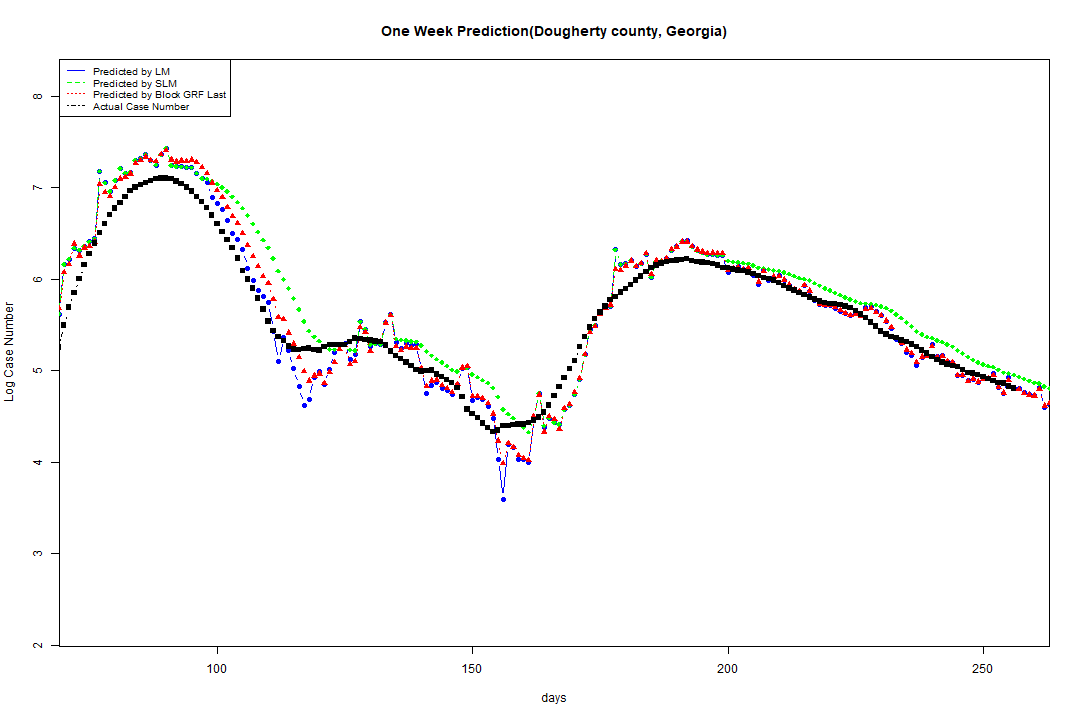 One Week Prediction(Dougherty county, Georgia)
Predicted by LM
Predicted by SLM
Predicted by Block GRF Last
Actual Case Number
8
7
6
5
4
3
2
Log Case Number
100 150 200 250
days